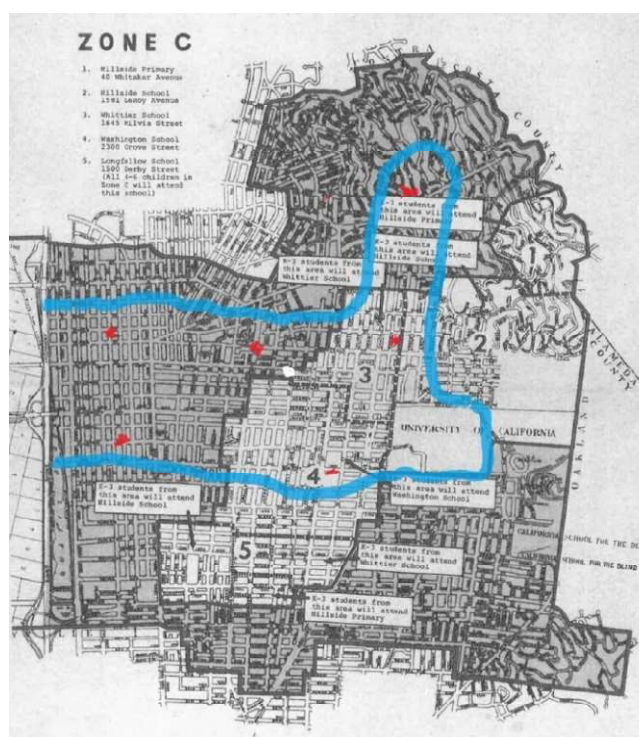 ZONE C
1. Hillside Primary
40 Whitaker Avenue
2. Hillside School
1581 LeRoy Avenue
3. Whittier School
1645 Milvia Street
4. Washington School
2300 Grove Street
5. Longfellow School
1500 Derby Street
(All 4-6 children in
Zone C will attend
this school)
CONTRA COSTA COUNTY
K-3 students from
this area will attend
Hillside Primary
K-3 students from
this area will attend
Hillside School
K-3 students from
this area will attend
Whittier School
1
ALAMEDA
COUNTY
2
3
UNIVERSITY OF CALIFORNIA
OAKLAND
4
K-3 students from
this area will attend
Washington School
K-3 students from
this area will attend
Hillside School
CALIFORNIA SCHOOL FOR THE
SCHOOL FOR THE BLIND
5
K-3 students from
this area will attend
Whittier School
K-3 students from
this area will attend
Hillside Primary